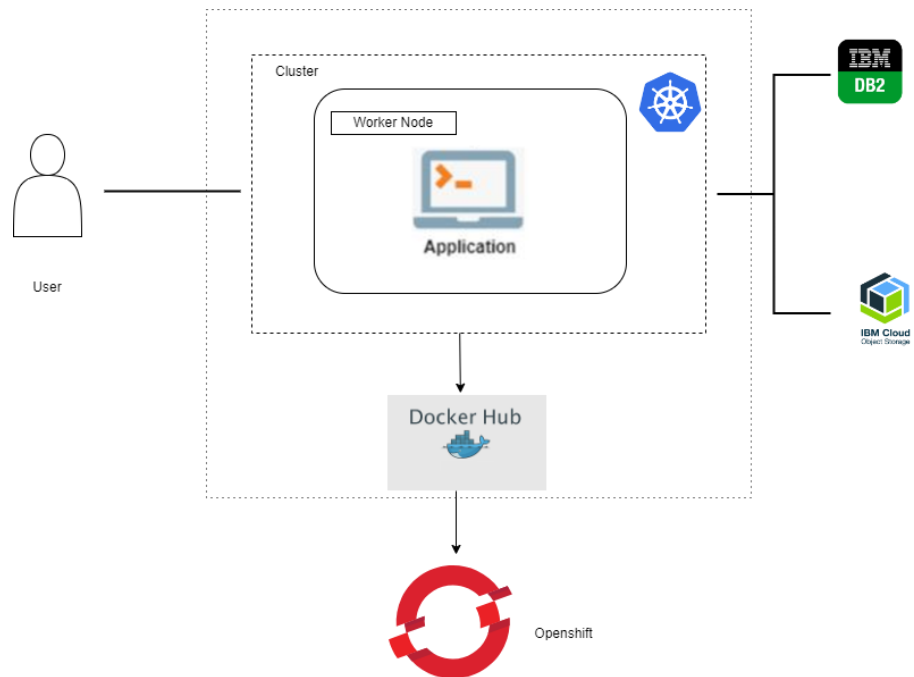 Cluster
Worker Node
Application
User
IBM
DB2
IBM Cloud
Object Storage
Docker Hub
Openshift